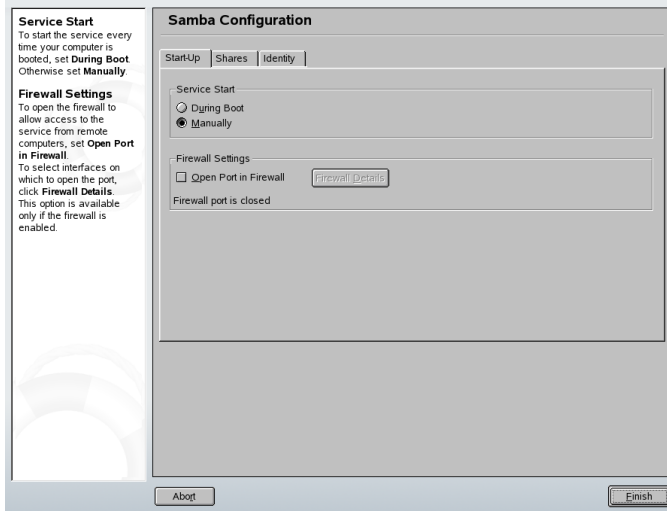 Service Start
To start the service every
time your computer is
booted, set During Boot.
Otherwise set Manually.
Firewall Settings
To open the firewall to
allow access to the
service from remote
computers, set Open Port
in Firewall.
To select interfaces on
which to open the port,
click Firewall Details.
This option is available
only if the firewall is
enabled.
Samba Configuration
Start-Up Shares Identity
Service Start
During Boot
Manually
Firewall Settings
Open Port in Firewall Firewall Details
Firewall port is closed
Abort Finish